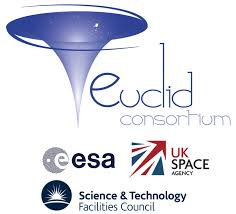 euclid
consortium
esa
UK
SPACE
AGENCY
Science & Technology
Facilities Council